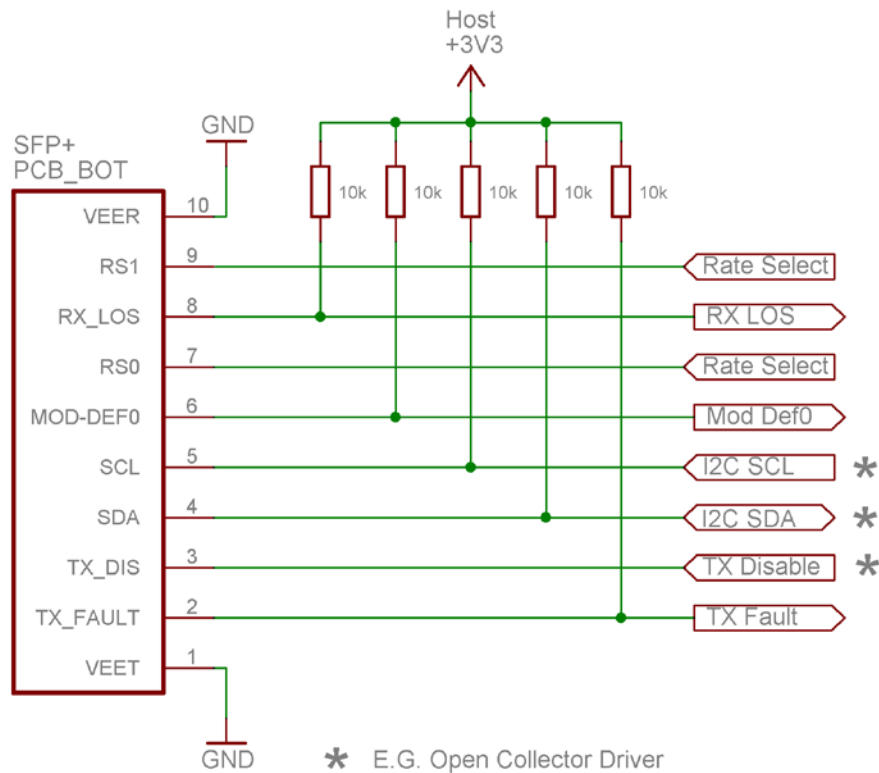 Host
+3V3
GND
SFP+
PCB_BOT
10k 10k 10k 10k 10k
VEER 10
RS1 9 Rate Select
RX_LOS 8 RX LOS
RS0 7 Rate Select
MOD-DEF0 6 Mod Def0
SCL 5 I2C SCL *
SDA 4 I2C SDA *
TX_DIS 3 TX Disable *
TX_FAULT 2 TX Fault
VEET 1
GND
* E.G. Open Collector Driver